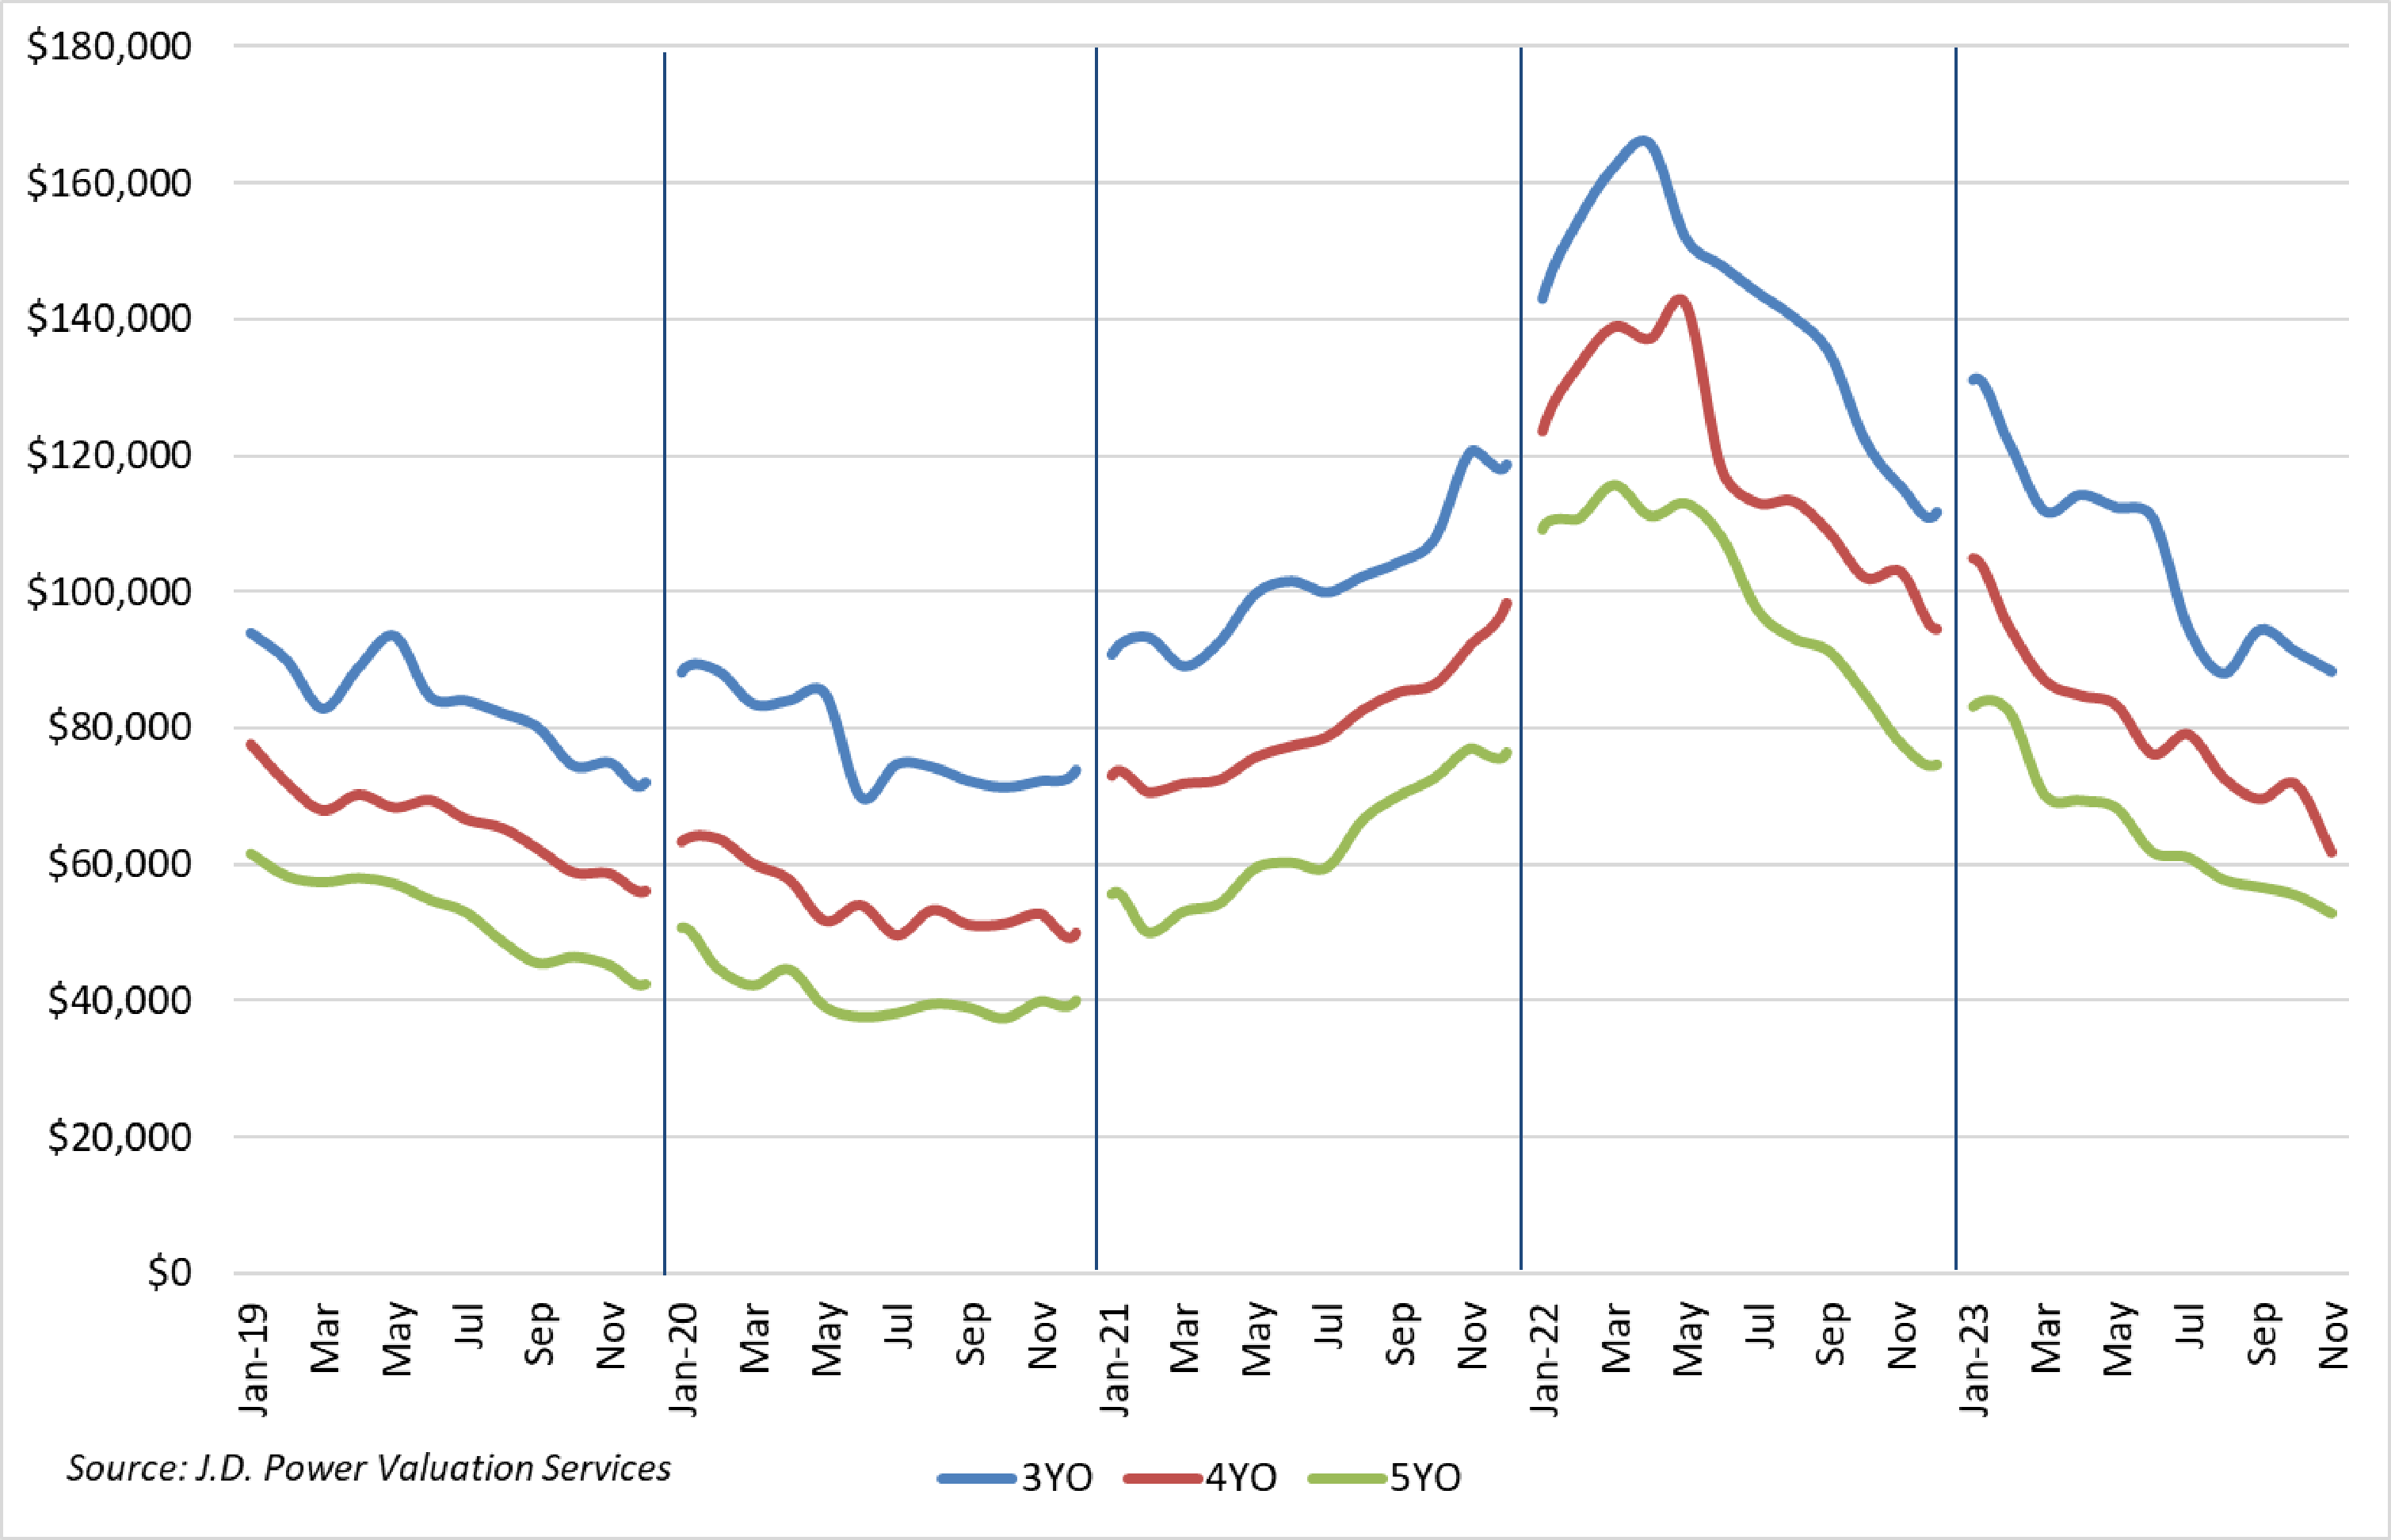 $180,000
$160,000
$140,000
$120,000
$100,000
$80,000
$60,000
$40,000
$20,000
$0
Jan-19
Mar
May
Jul
Sep
Nov
Jan-20
Mar
May
Jul
Sep
Nov
Jan-21
Mar
May
Jul
Sep
Nov
Jan-22
Mar
May
Jul
Sep
Nov
Jan-23
Mar
May
Jul
Sep
Nov
Source: J.D. Power Valuation Services
3YO 4YO 5YO